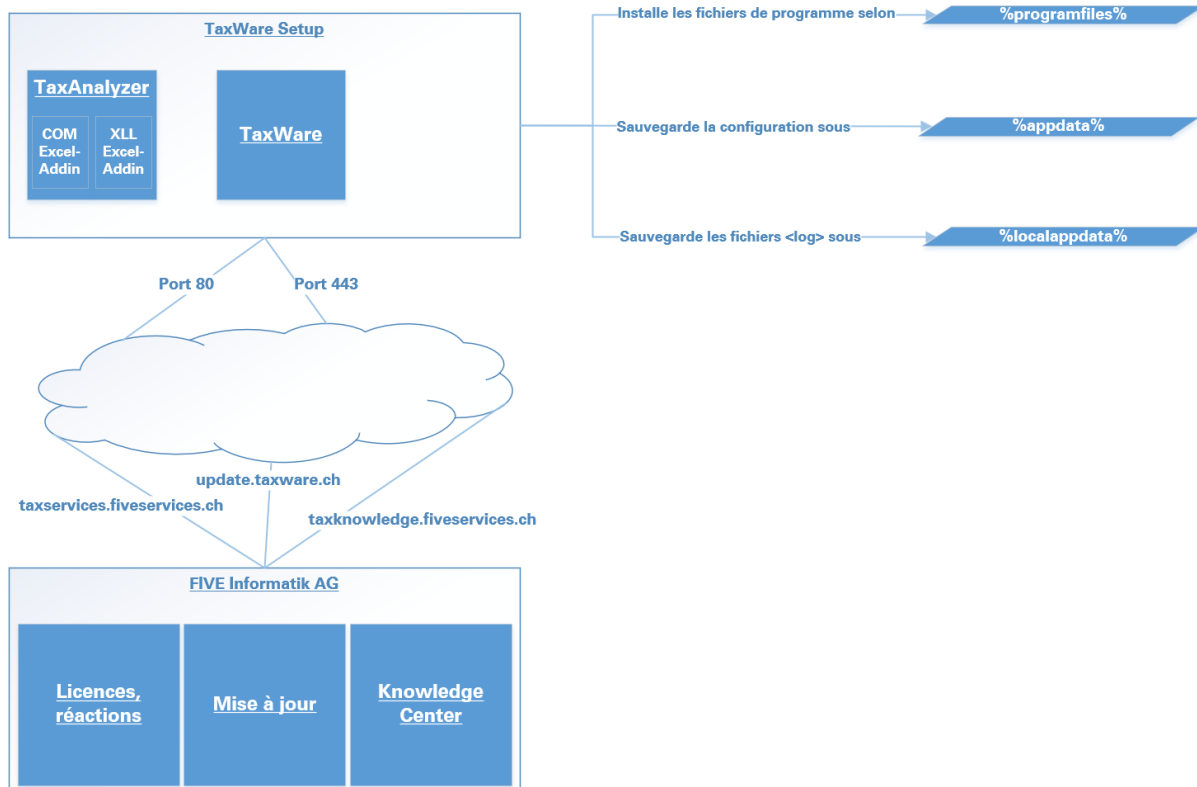 TaxWare Setup
TaxAnalyzer
COM
Excel-
Addin
XLL
Excel-
Addin
TaxWare
Installe les fichiers de programme selon
%programfiles%
Sauvegarde la configuration sous
%appdata%
Sauvegarde les fichiers <log> sous
%localappdata%
Port 80
Port 443
update.taxware.ch
taxservices.fiveservices.ch
taxknowledge.fiveservices.ch
FIVE Informatik AG
Licences,
réactions
Mise à jour
Knowledge
Center